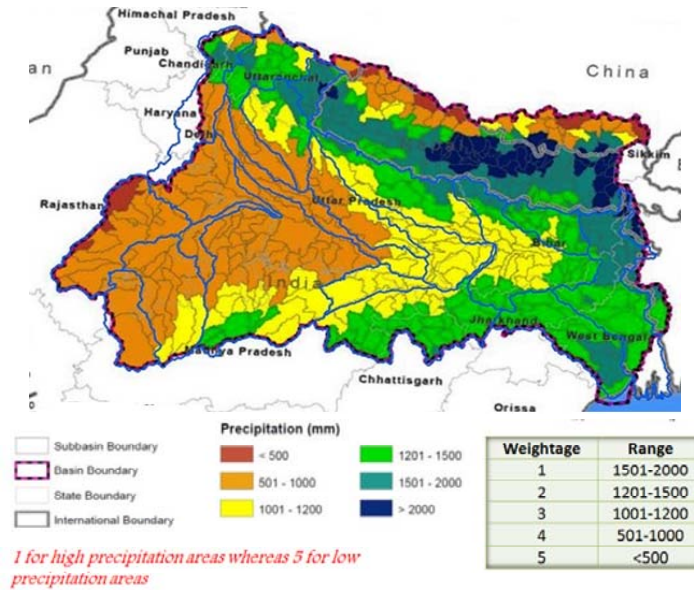 Himachal Pradesh
Punjab
Chandigarh
an
Uttaranchal
China
Haryana
Delhi
Sikkim
Rajasthan
Uttar Pradesh
Bihar
India
Jharkhand
West Bengal
Madhya Pradesh
Chhattisgarh
Orissa
Subbasin Boundary
Basin Boundary
State Boundary
International Boundary
Precipitation (mm)
< 500
501 - 1000
1001 - 1200
1201 - 1500
1501 - 2000
> 2000
Weightage Range
1 1501-2000
2 1201-1500
3 1001-1200
4 501-1000
5 <500
1 for high precipitation areas whereas 5 for low
precipitation areas